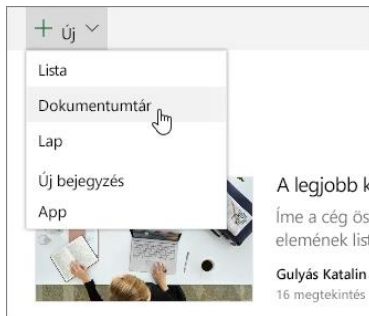 + Új
Lista
Dokumentumtár
Lap
Új bejegyzés
App
A legjobb
Íme a cég
elemének
Gulyás Katalin
16 megtekintés